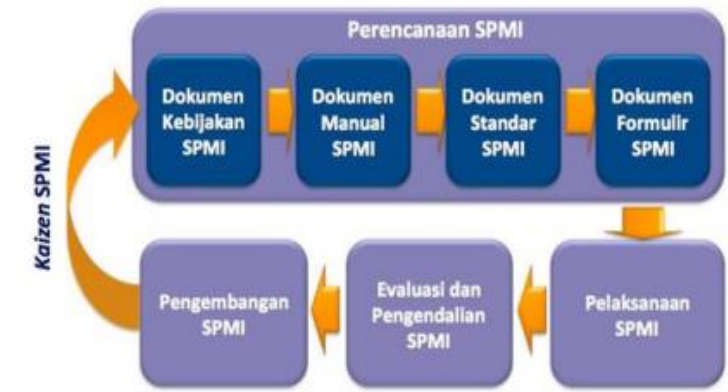 Perencanaan SPMI
Dokumen
Kebijakan
SPMI
Dokumen
Manual
SPMI
Dokumen
Standar
SPMI
Dokumen
Formulir
SPMI
Kaizen SPMI
Pengembangan
SPMI
Evaluasi dan
Pengendalian
SPMI
Pelaksanaan
SPMI